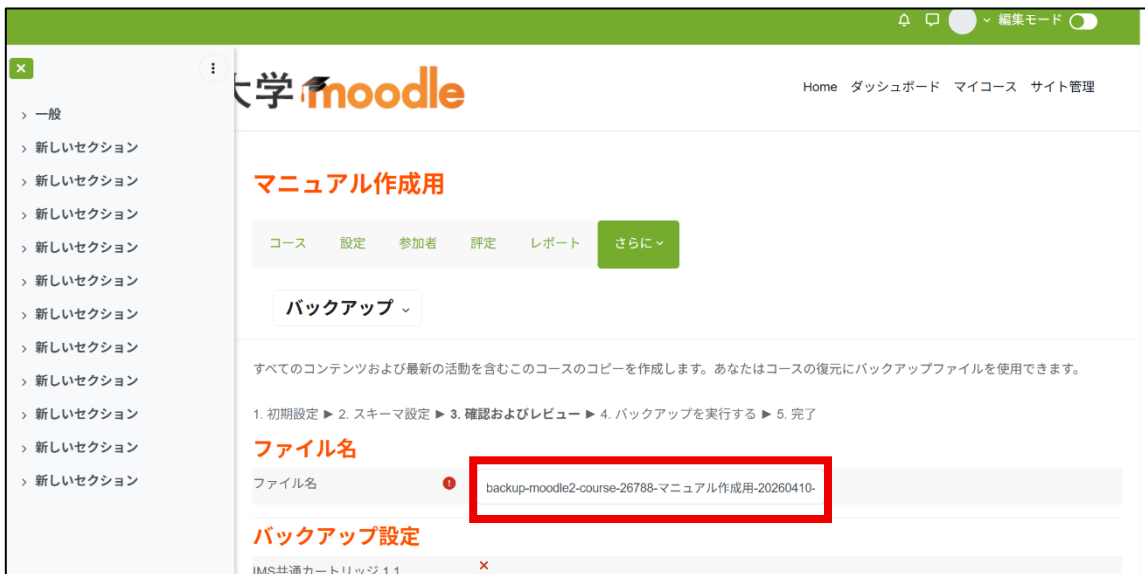 編集モード
大学 moodle
Home ダッシュボード マイコース サイト管理
一般
新しいセクション
新しいセクション
新しいセクション
新しいセクション
新しいセクション
新しいセクション
新しいセクション
新しいセクション
新しいセクション
新しいセクション
新しいセクション
マニュアル作成用
コース 設定 参加者 評定 レポート さらに
バックアップ
すべてのコンテンツおよび最新の活動を含むこのコースのコピーを作成します。あなたはコースの復元にバックアップファイルを使用できます。
1. 初期設定 ► 2. スキーマ設定 ► 3. 確認およびレビュー ► 4. バックアップを実行する ► 5. 完了
ファイル名
ファイル名
backup-moodle2-course-26788-マニュアル作成用-20260410-
バックアップ設定
IMS共通カートリッジ 1.1